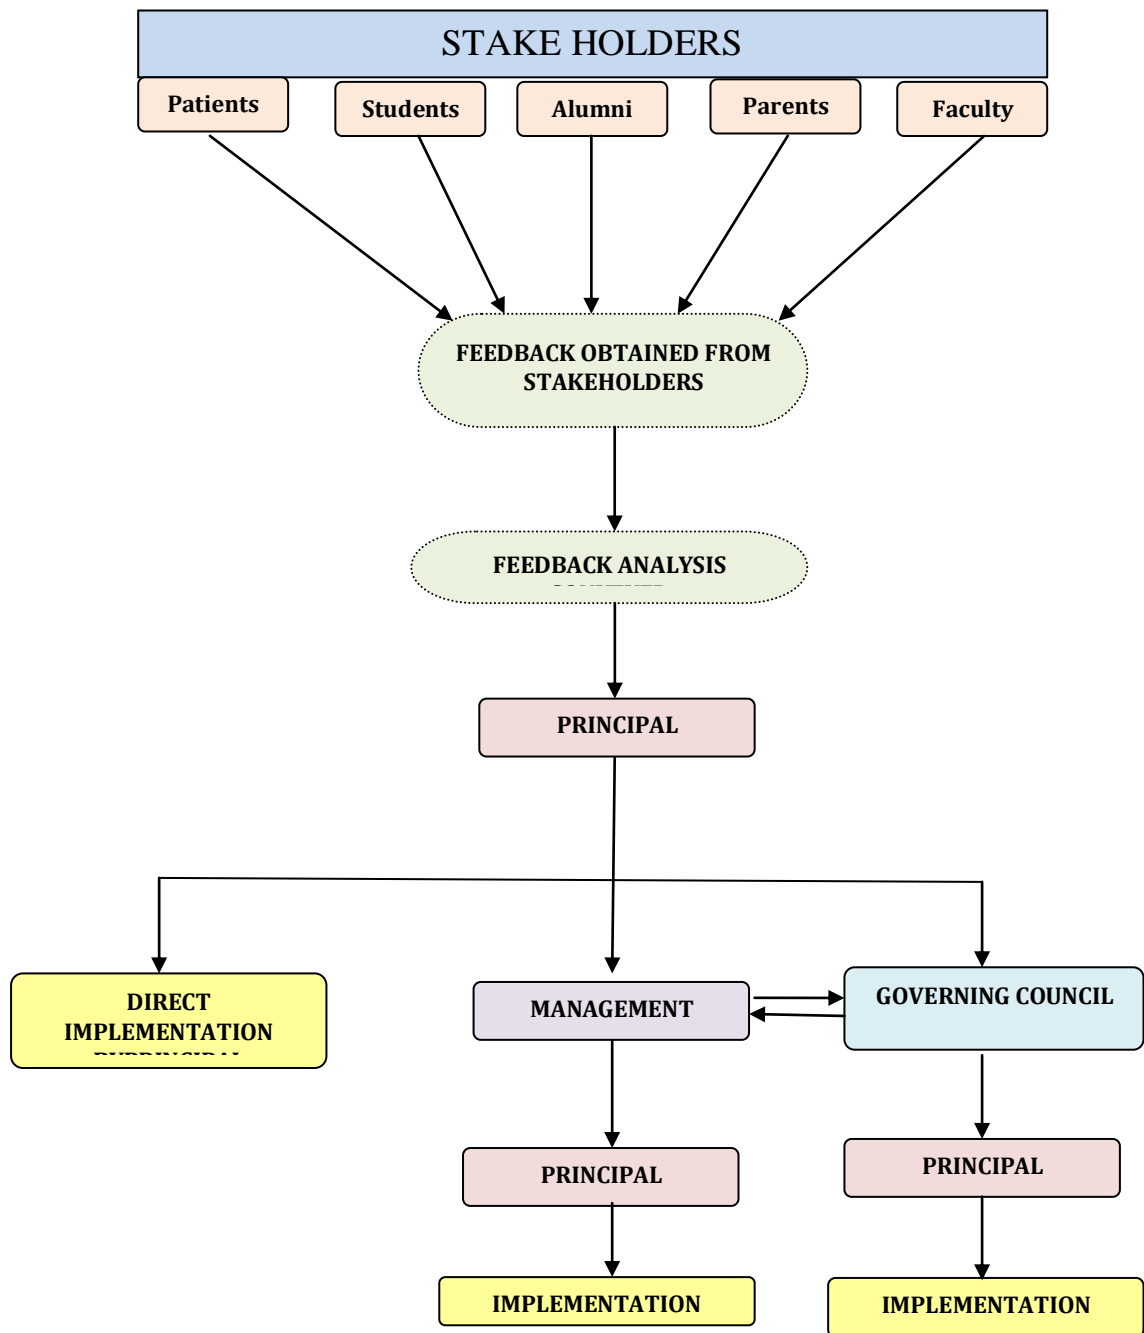 STAKE HOLDERS
Patients
Students
Alumni
Parents
Faculty
FEEDBACK OBTAINED FROM
STAKEHOLDERS
FEEDBACK ANALYSIS
PRINCIPAL
DIRECT
IMPLEMENTATION
MANAGEMENT
GOVERNING COUNCIL
PRINCIPAL
PRINCIPAL
IMPLEMENTATION
IMPLEMENTATION